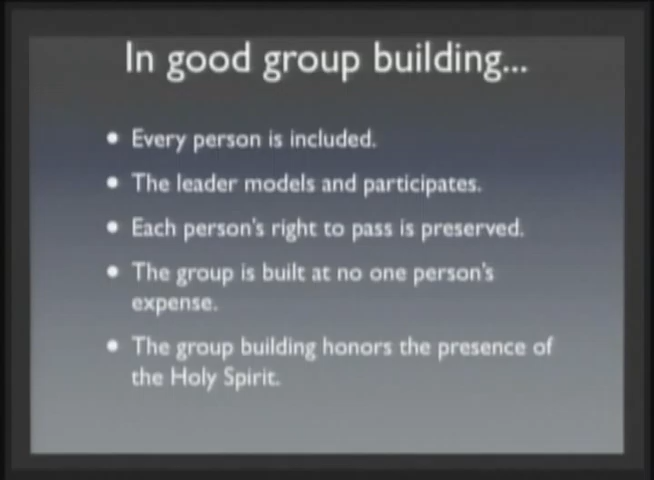 In good group building...
• Every person is included.
• The leader models and participates.
• Each person's right to pass is preserved.
• The group is built at no one person's
expense.
• The group building honors the presence of
the Holy Spirit.